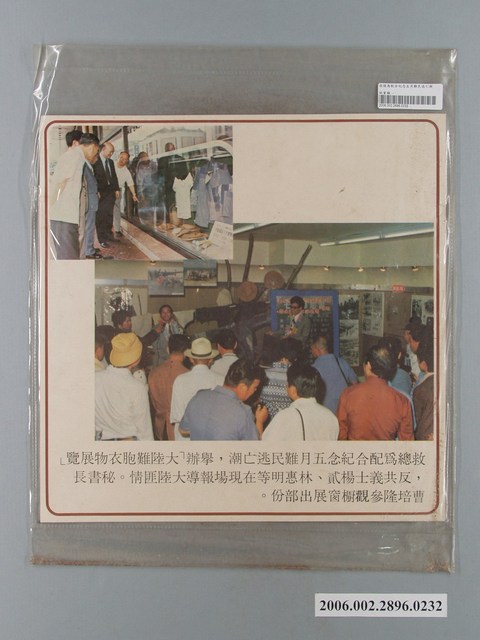 救總爲配合紀念五月難民逃亡潮，舉辦「大陸難胞衣物展覽」
，反共義士楊貳、林惠明等在現場報導大陸匪情。秘書長
曹培隆參觀櫥窗展出部份。
2006.002.2896.0232